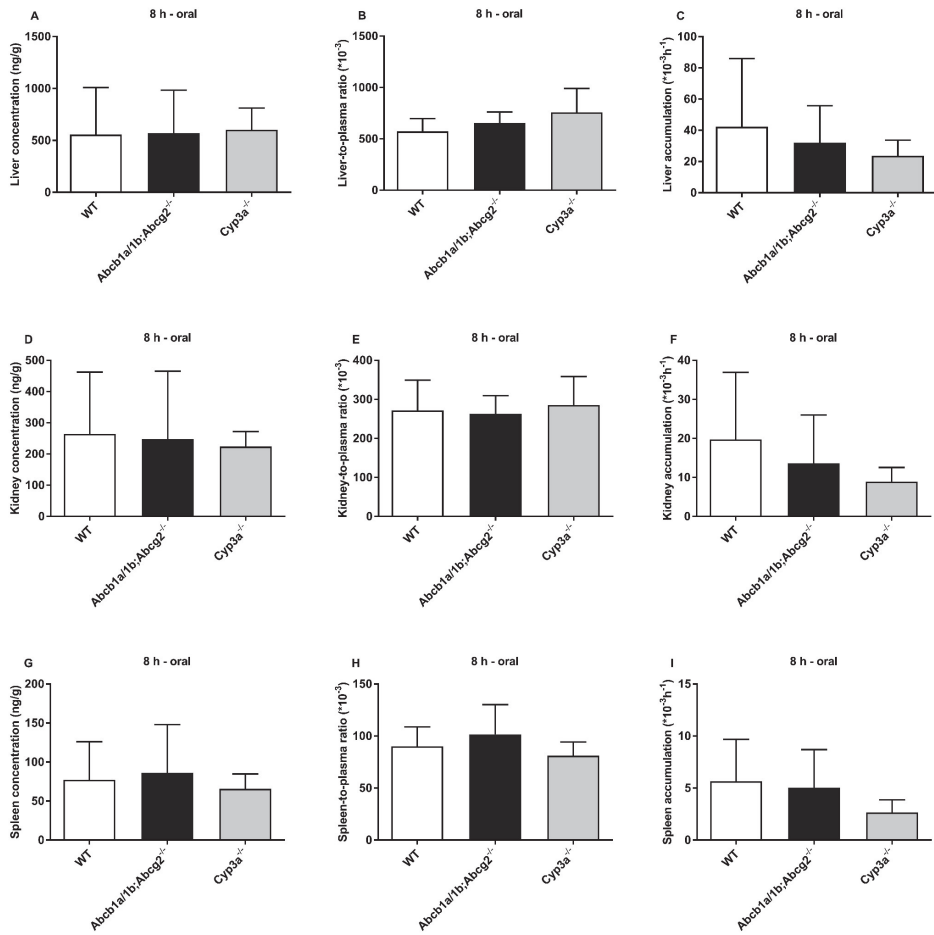 A
8 h - oral
Liver concentration (ng/g)
1500
1000
500
0
WT
Abcb1a/1b;Abcg2-/-
Cyp3a-/-
B
8 h - oral
Liver-to-plasma ratio (*10-3)
1500
1000
500
0
WT
Abcb1a/1b;Abcg2-/-
Cyp3a-/-
C
8 h - oral
Liver accumulation (*10-3h-1)
100
80
60
40
20
0
WT
Abcb1a/1b;Abcg2-/-
Cyp3a-/-
D
8 h - oral
Kidney concentration (ng/g)
500
400
300
200
100
0
WT
Abcb1a/1b;Abcg2-/-
Cyp3a-/-
E
8 h - oral
Kidney-to-plasma ratio (*10-3)
400
300
200
100
0
WT
Abcb1a/1b;Abcg2-/-
Cyp3a-/-
F
8 h - oral
Kidney accumulation (*10-3h-1)
40
30
20
10
0
WT
Abcb1a/1b;Abcg2-/-
Cyp3a-/-
G
8 h - oral
Spleen concentration (ng/g)
200
150
100
50
0
WT
Abcb1a/1b;Abcg2-/-
Cyp3a-/-
H
8 h - oral
Spleen-to-plasma ratio (*10-3)
150
100
50
0
WT
Abcb1a/1b;Abcg2-/-
Cyp3a-/-
I
8 h - oral
Spleen accumulation (*10-3h-1)
15
10
5
0
WT
Abcb1a/1b;Abcg2-/-
Cyp3a-/-